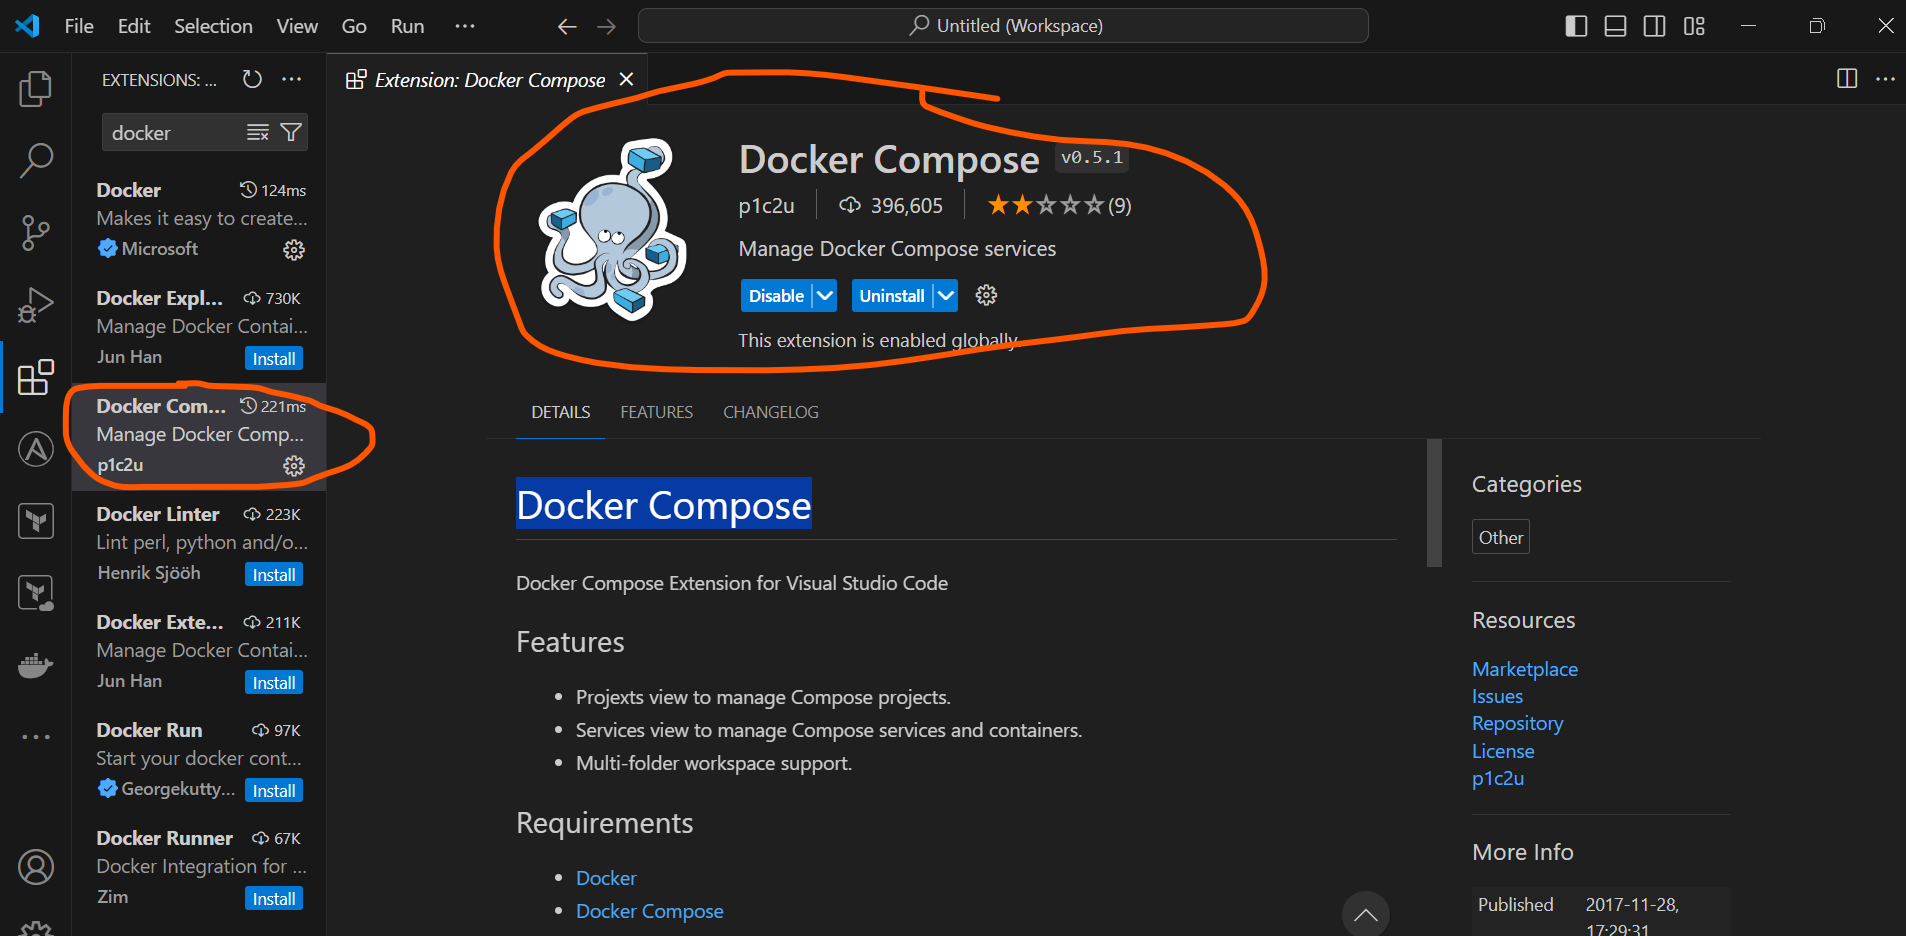 File Edit Selection View Go Run ···
Untitled (Workspace)
EXTENSIONS: ...
docker
Docker 124ms
Makes it easy to create...
Microsoft
Docker Expl... 730K
Manage Docker Contai...
Jun Han Install
Docker Com... 221ms
Manage Docker Comp...
p1c2u
Docker Linter 223K
Lint perl, python and/o...
Henrik Sjööh Install
Docker Exte... 211K
Manage Docker Contai...
Jun Han Install
Docker Run 97K
Start your docker cont...
Georgekutty... Install
Docker Runner 67K
Docker Integration for ...
Zim Install
Extension: Docker Compose
Docker Compose v0.5.1
p1c2u 396,605 (9)
Manage Docker Compose services
Disable Uninstall
This extension is enabled globally.
DETAILS FEATURES CHANGELOG
Docker Compose
Docker Compose Extension for Visual Studio Code
Features
• Projexts view to manage Compose projects.
• Services view to manage Compose services and containers.
• Multi-folder workspace support.
Requirements
• Docker
• Docker Compose
Categories
Other
Resources
Marketplace
Issues
Repository
License
p1c2u
More Info
Published 2017-11-28,
17:29:31